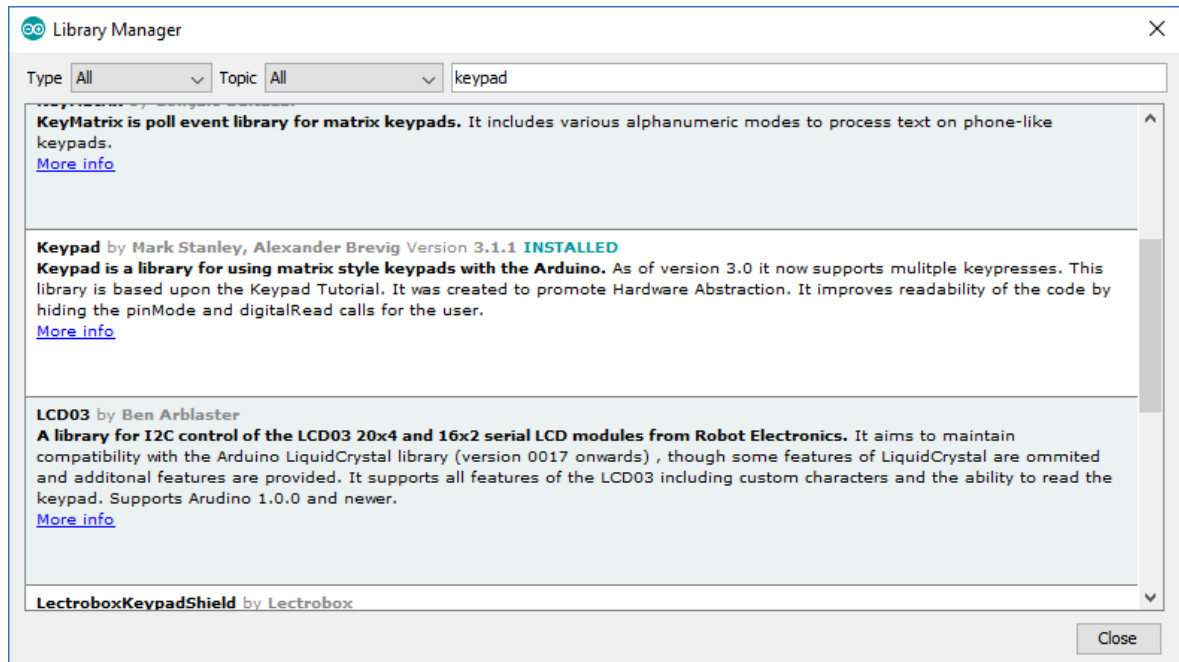 Library Manager
Type All Topic All keypad
KeyMatrix is poll event library for matrix keypads. It includes various alphanumeric modes to process text on phone-like
keypads.
More info
Keypad by Mark Stanley, Alexander Brevig Version 3.1.1 INSTALLED
Keypad is a library for using matrix style keypads with the Arduino. As of version 3.0 it now supports mulitple keypresses. This
library is based upon the Keypad Tutorial. It was created to promote Hardware Abstraction. It improves readability of the code by
hiding the pinMode and digitalRead calls for the user.
More info
LCD03 by Ben Arblaster
A library for I2C control of the LCD03 20x4 and 16x2 serial LCD modules from Robot Electronics. It aims to maintain
compatibility with the Arduino LiquidCrystal library (version 0017 onwards) , though some features of LiquidCrystal are ommited
and additonal features are provided. It supports all features of the LCD03 including custom characters and the ability to read the
keypad. Supports Arudino 1.0.0 and newer.
More info
LectroboxKeypadShield by Lectrobox
Close